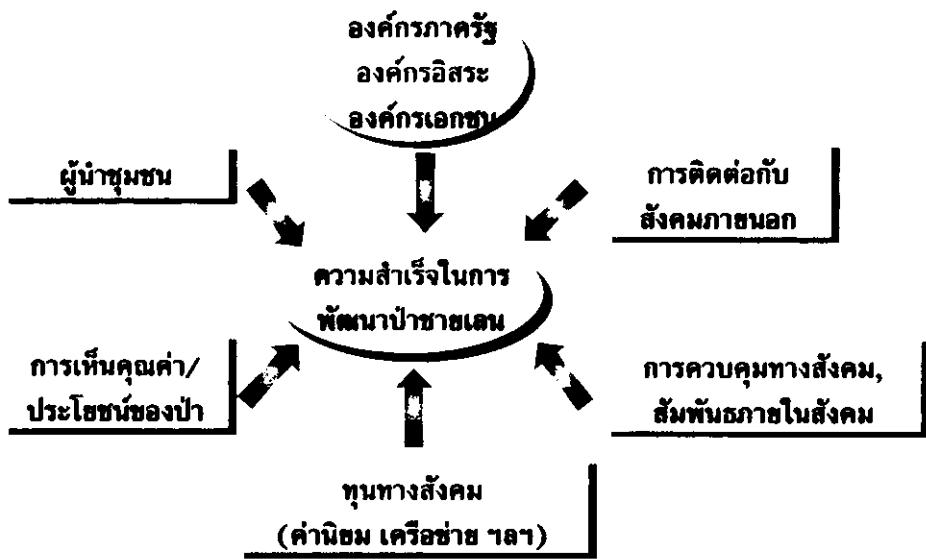 องค์กรภาครัฐ
องค์กรอิสระ
องค์กรเอกชน
ผู้นำชุมชน
การติดต่อกับ
สังคมภายนอก
ความสำเร็จในการ
พัฒนาป่าชายเลน
การเห็นคุณค่า/
ประโยชน์ของป่า
การควบคุมทางสังคม,
สัมพันธภายในสังคม
ทุนทางสังคม
(ค่านิยม เครือข่าย ฯลฯ)